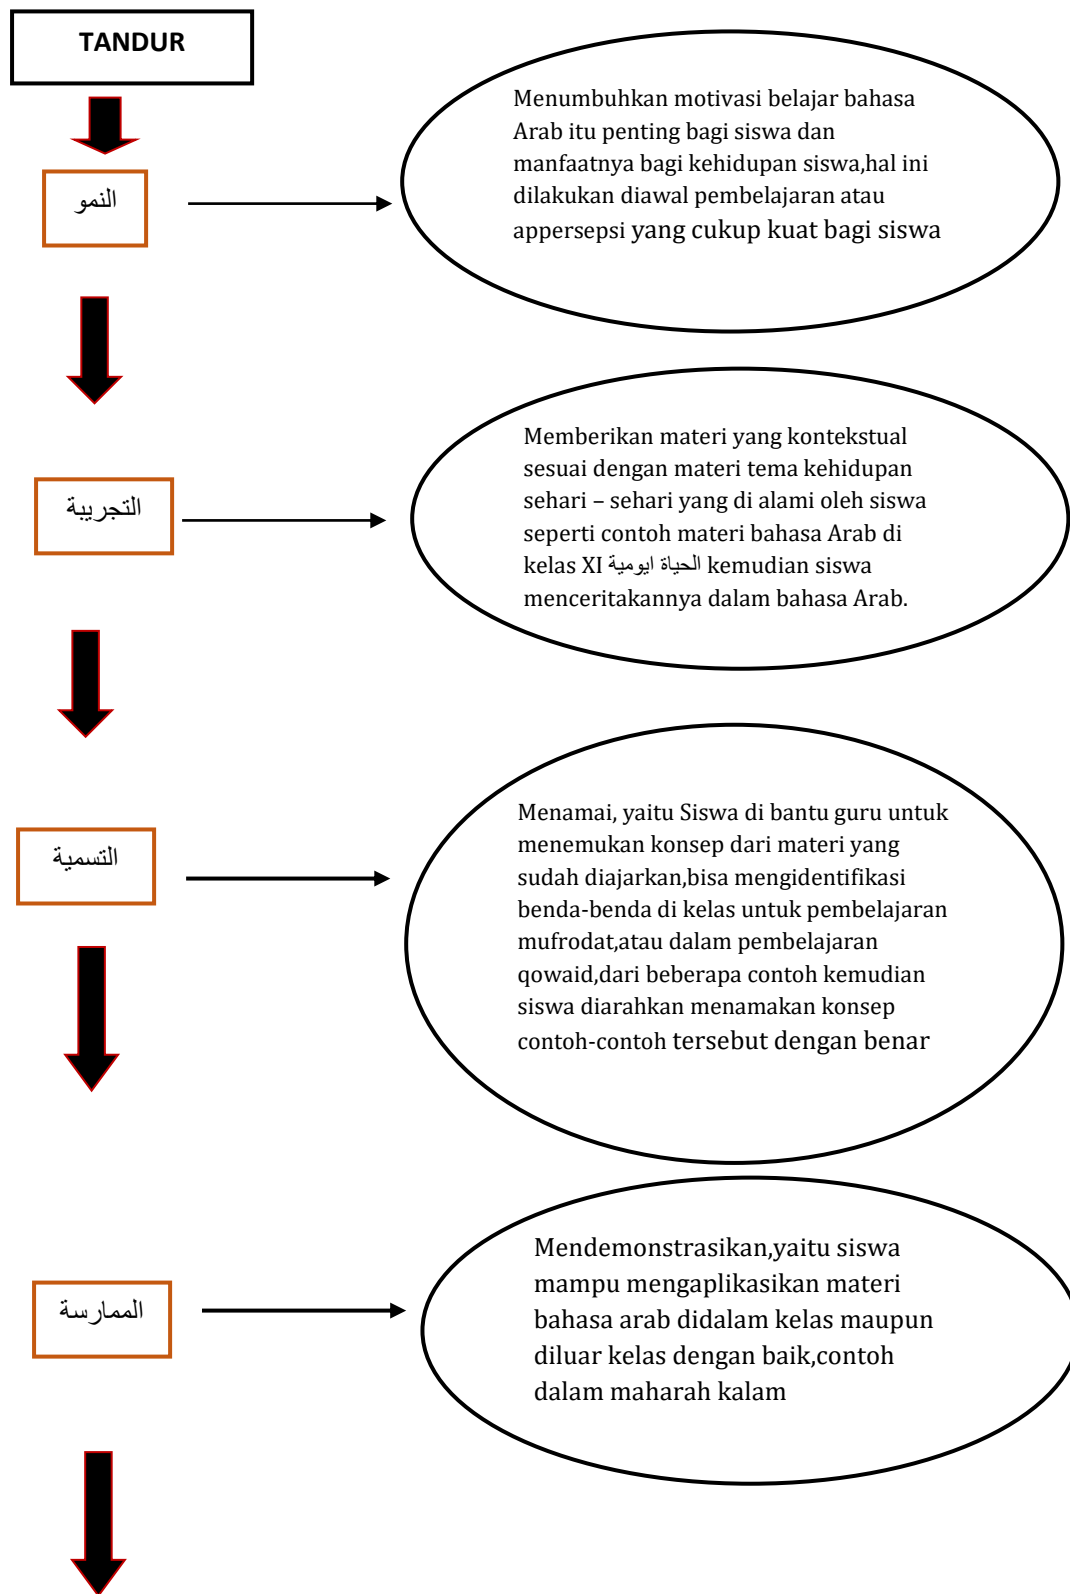 TANDUR
النمو
Menumbuhkan motivasi belajar bahasa
Arab itu penting bagi siswa dan
manfaatnya bagi kehidupan siswa,hal ini
dilakukan diawal pembelajaran atau
appersepsi yang cukup kuat bagi siswa
التجريبة
Memberikan materi yang kontekstual
sesuai dengan materi tema kehidupan
sehari – sehari yang di alami oleh siswa
seperti contoh materi bahasa Arab di
kelas XI الحياة ايومية kemudian siswa
menceritakannya dalam bahasa Arab.
التسمية
Menamai, yaitu Siswa di bantu guru untuk
menemukan konsep dari materi yang
sudah diajarkan,bisa mengidentifikasi
benda-benda di kelas untuk pembelajaran
mufrodat,atau dalam pembelajaran
qowaid,dari beberapa contoh kemudian
siswa diarahkan menamakan konsep
contoh-contoh tersebut dengan benar
الممارسة
Mendemonstrasikan,yaitu siswa
mampu mengaplikasikan materi
bahasa arab didalam kelas maupun
diluar kelas dengan baik,contoh
dalam maharah kalam